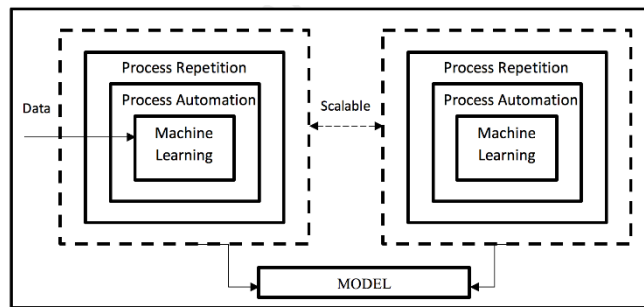 Process Repetition
Process Automation
Data
Machine
Learning
Scalable
Process Repetition
Process Automation
Machine
Learning
MODEL